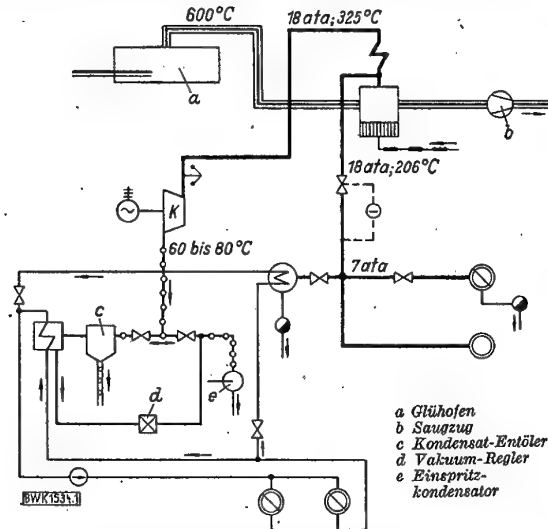 600°C
18 ata; 325°C
a
b
18 ata; 206°C
K
60 bis 80°C
7 ata
c
d
e
a Glühofen
b Saugzug
c Kondensat-Entöler
d Vakuum-Regler
e Einspritz-
kondensator
BWK1534.1